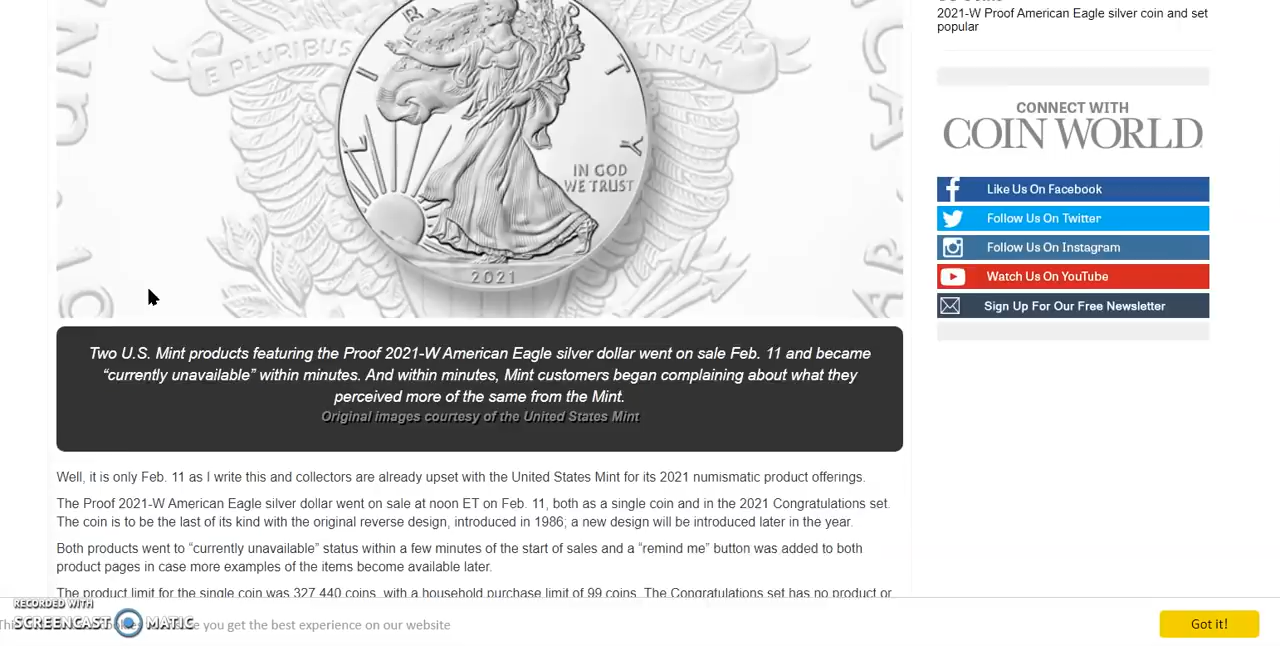 E PLURIBUS
UNUM
L I B E R T Y
IN GOD
WE TRUST
2021
Two U.S. Mint products featuring the Proof 2021-W American Eagle silver dollar went on sale Feb. 11 and became
“currently unavailable” within minutes. And within minutes, Mint customers began complaining about what they
perceived more of the same from the Mint.
Original images courtesy of the United States Mint
Well, it is only Feb. 11 as I write this and collectors are already upset with the United States Mint for its 2021 numismatic product offerings.
The Proof 2021-W American Eagle silver dollar went on sale at noon ET on Feb. 11, both as a single coin and in the 2021 Congratulations set.
The coin is to be the last of its kind with the original reverse design, introduced in 1986; a new design will be introduced later in the year.
Both products went to “currently unavailable” status within a few minutes of the start of sales and a “remind me” button was added to both
product pages in case more examples of the items become available later.
The product limit for the single coin was 327,440 coins, with a household purchase limit of 99 coins. The Congratulations set has no product or
2021-W Proof American Eagle silver coin and set
popular
CONNECT WITH
COIN WORLD
Like Us On Facebook
Follow Us On Twitter
Follow Us On Instagram
Watch Us On YouTube
Sign Up For Our Free Newsletter
RECORDED WITH
SCREENCAST MATIC
you get the best experience on our website
Got it!